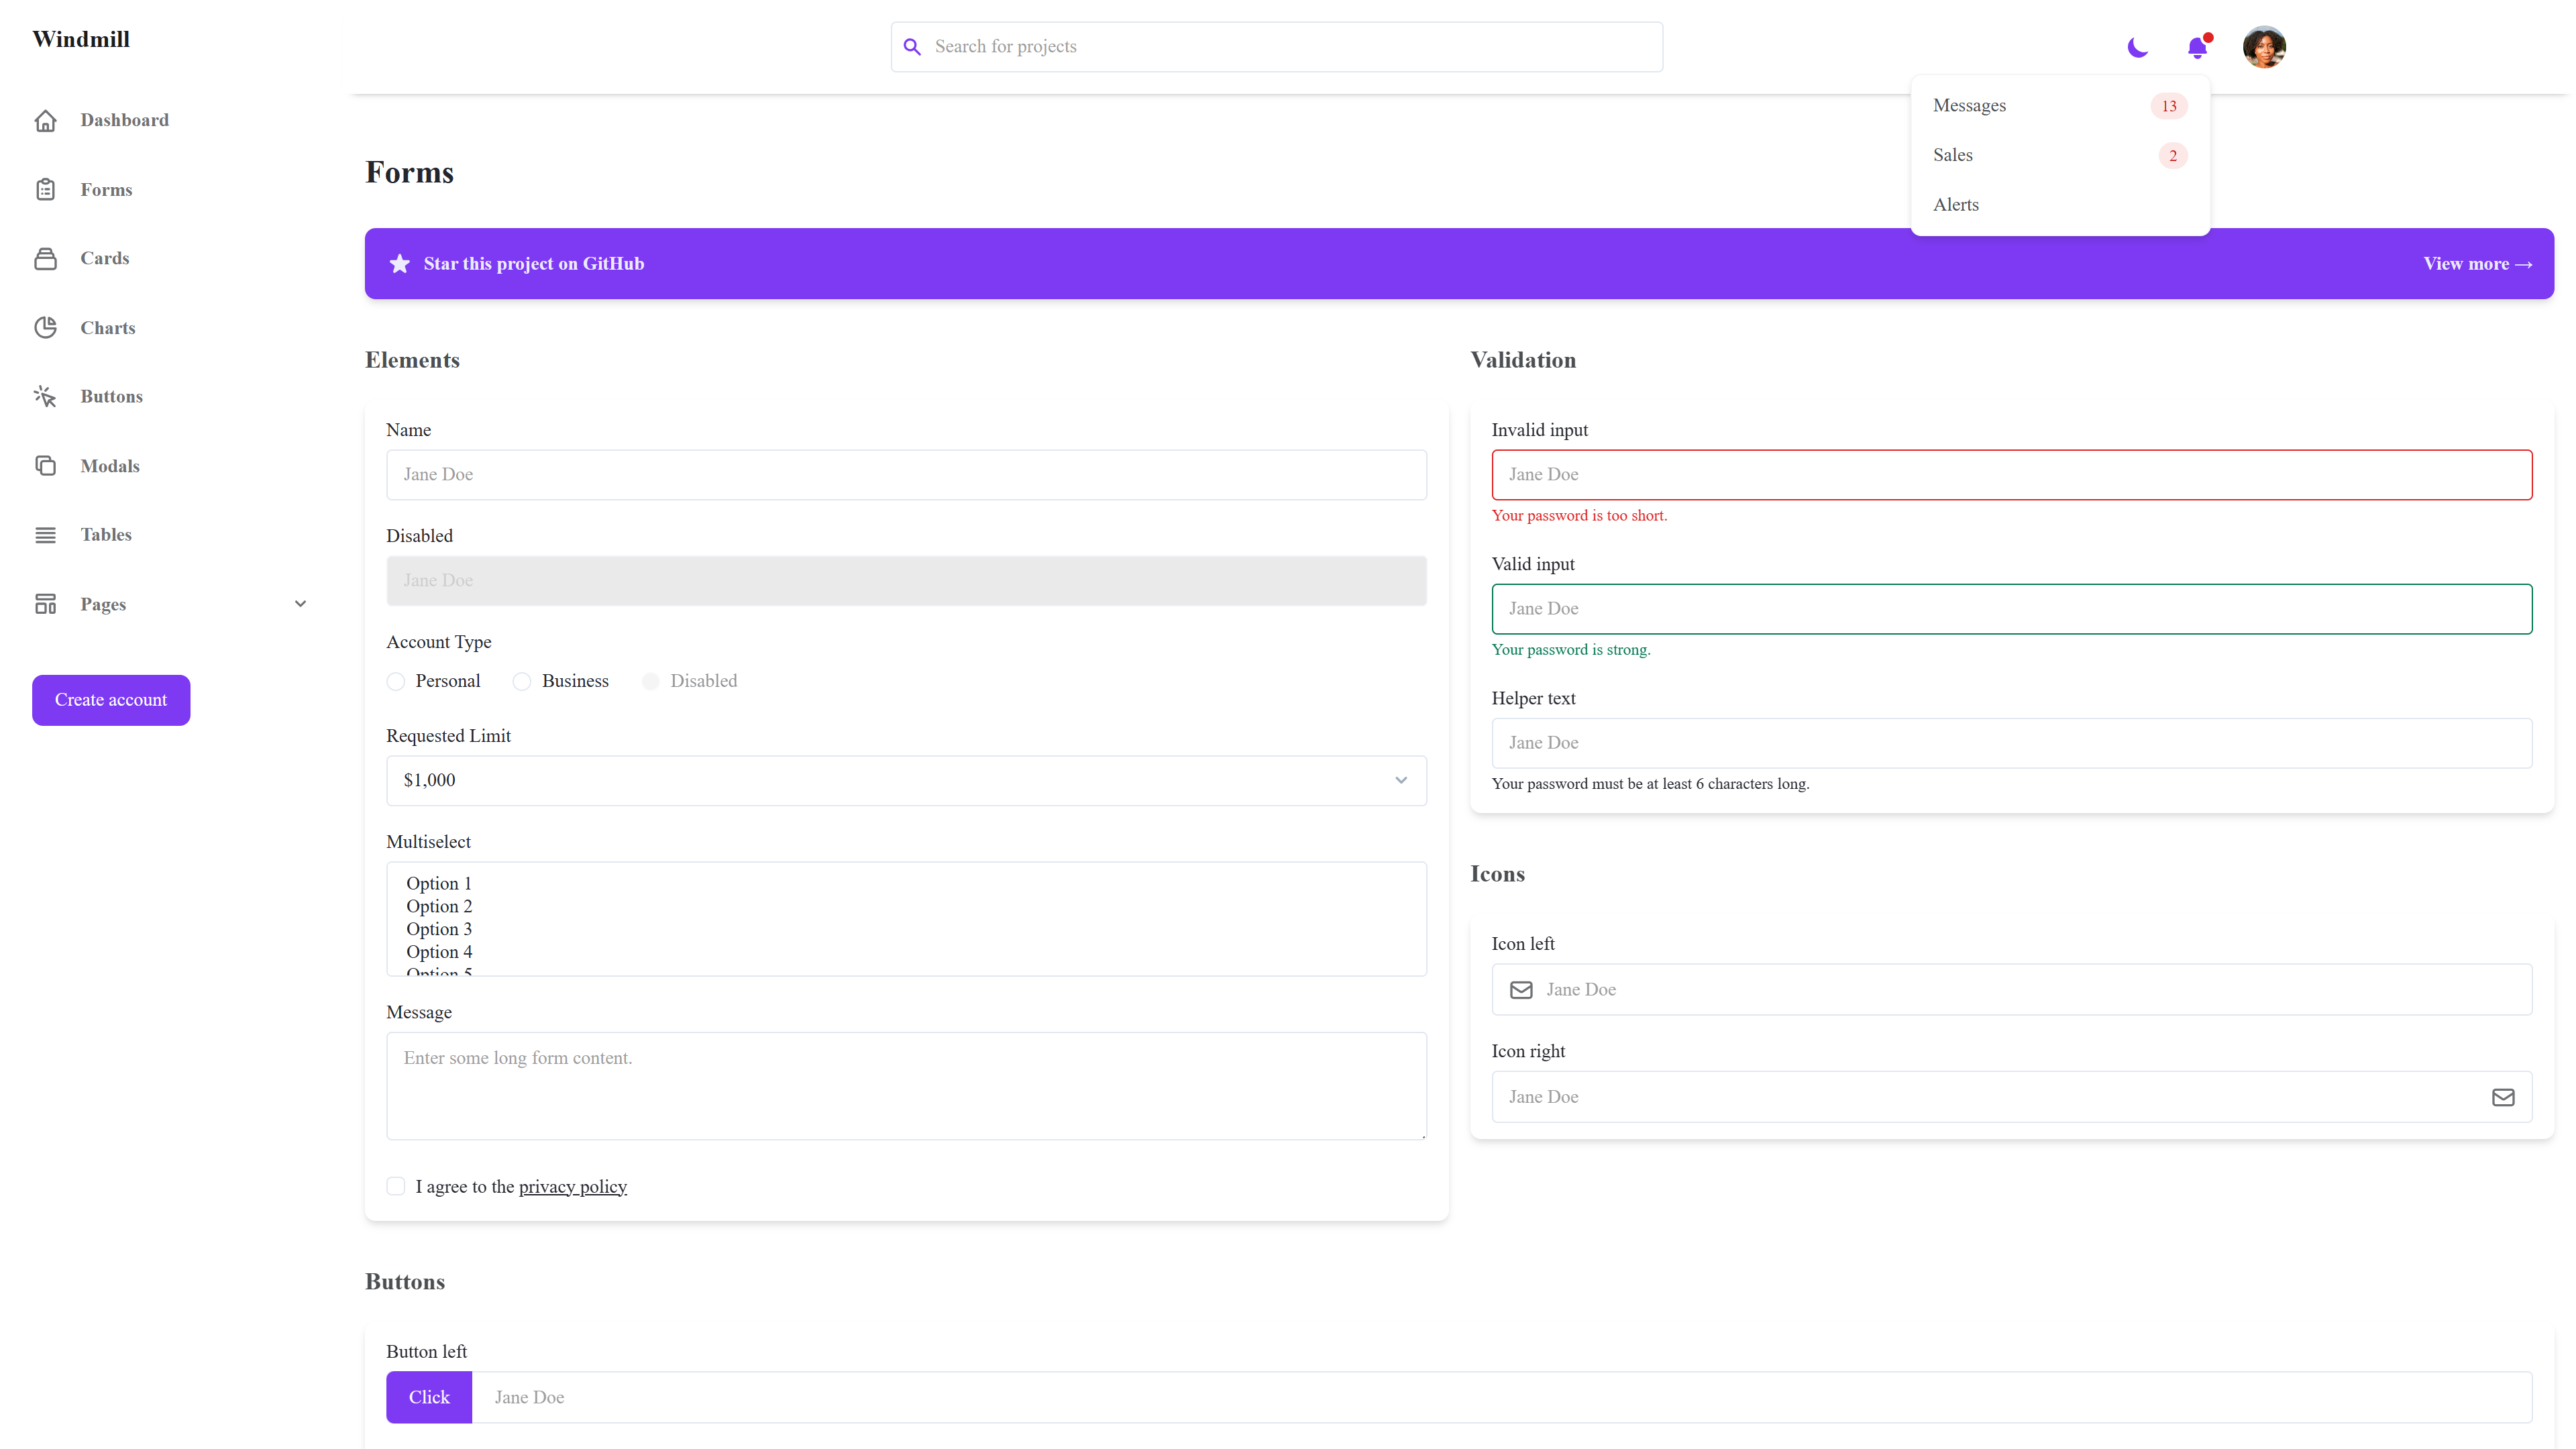 Windmill
Dashboard
Forms
Cards
Charts
Buttons
Modals
Tables
Pages
Create account
Search for projects
Messages 13
Sales 2
Alerts
Forms
Star this project on GitHub
View more →
Elements
Name
Jane Doe
Disabled
Jane Doe
Account Type
Personal Business Disabled
Requested Limit
$1,000
Multiselect
Option 1
Option 2
Option 3
Option 4
Option 5
Message
Enter some long form content.
I agree to the privacy policy
Validation
Invalid input
Jane Doe
Your password is too short.
Valid input
Jane Doe
Your password is strong.
Helper text
Jane Doe
Your password must be at least 6 characters long.
Icons
Icon left
Jane Doe
Icon right
Jane Doe
Buttons
Button left
Click Jane Doe